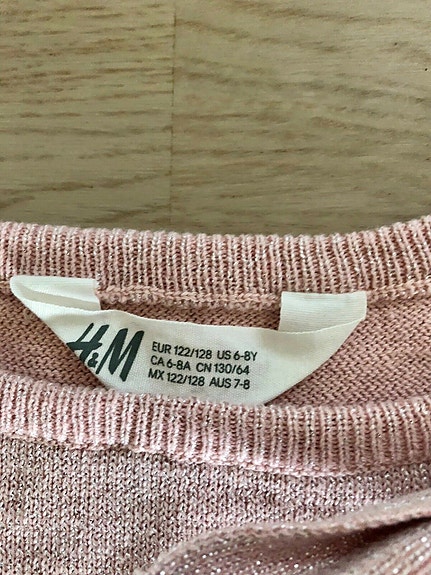 H&M
EUR 122/128 US 6-8Y
CA 6-8A CN 130/64
MX 122/128 AUS 7-8